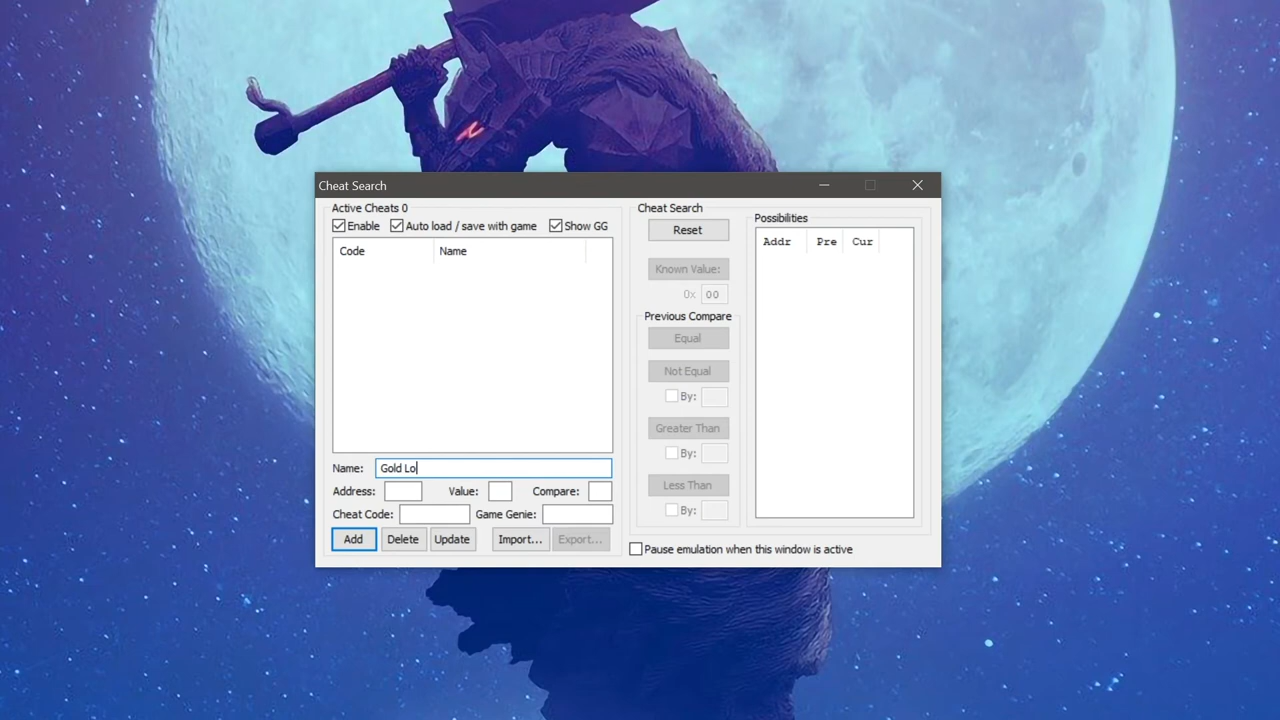 Cheat Search
Active Cheats 0
Enable Auto load / save with game Show GG
Code Name
Name: Gold Lo
Address: Value: Compare:
Cheat Code: Game Genie:
Add Delete Update Import... Export...
Cheat Search
Reset
Known Value:
0x 00
Previous Compare
Equal
Not Equal
By:
Greater Than
By:
Less Than
By:
Possibilities
Addr Pre Cur
Pause emulation when this window is active